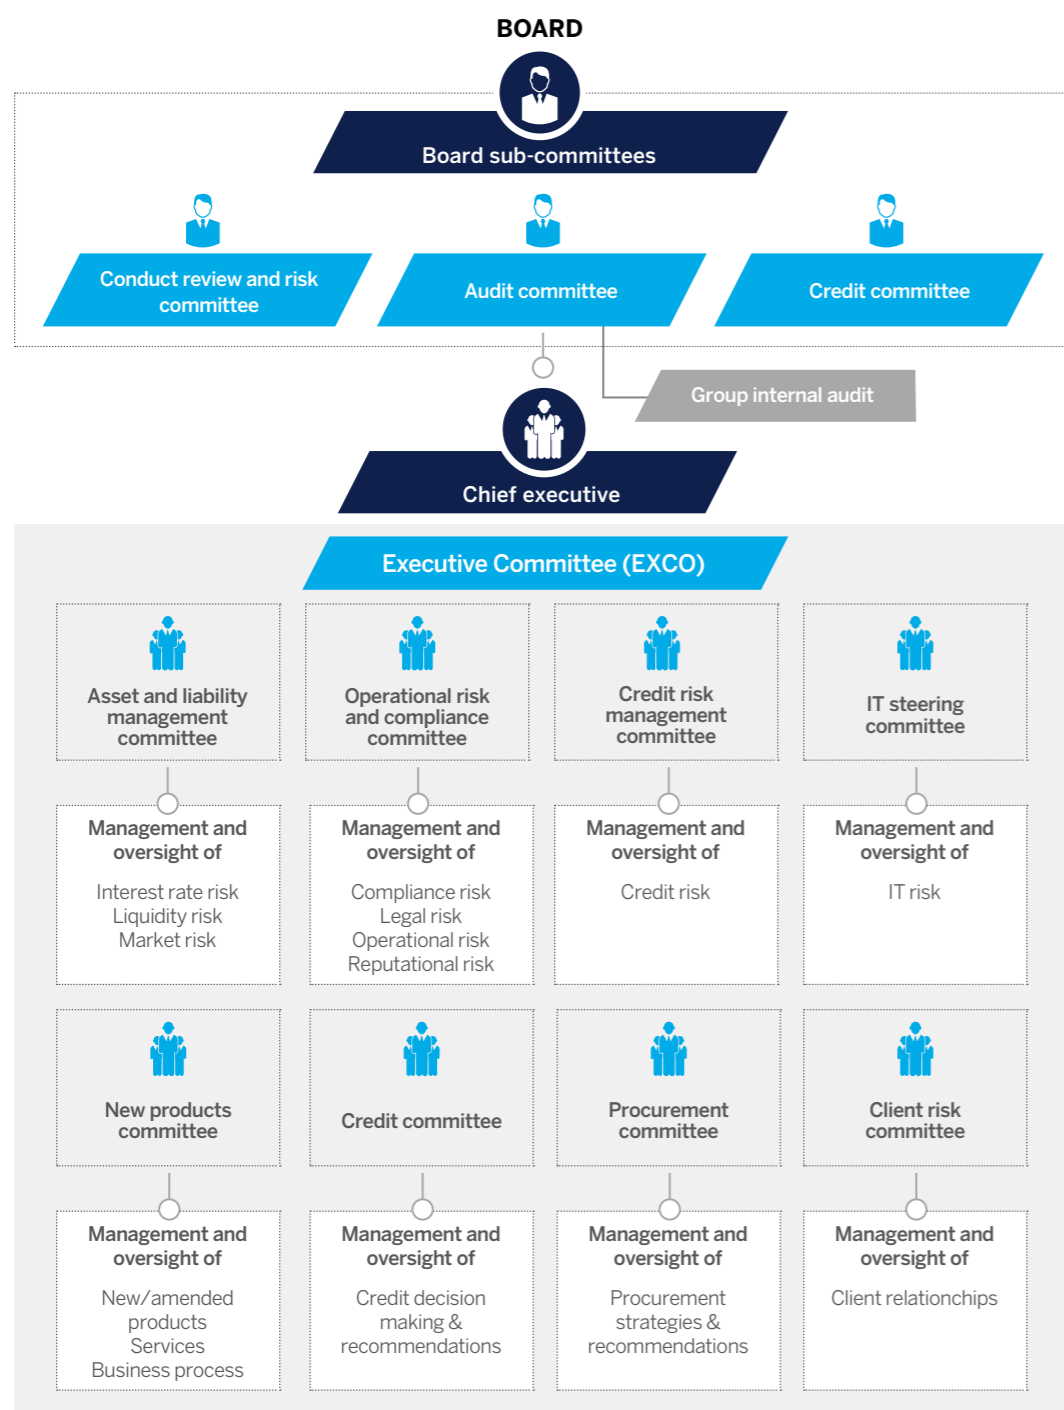 BOARD
Board sub-committees
Conduct review and risk
committee
Audit committee
Credit committee
Group internal audit
Chief executive
Executive Committee (EXCO)
Asset and liability
management
committee
Operational risk
and compliance
committee
Credit risk
management
committee
IT steering
committee
Management and
oversight of
Interest rate risk
Liquidity risk
Market risk
Management and
oversight of
Compliance risk
Legal risk
Operational risk
Reputational risk
Management and
oversight of
Credit risk
Management and
oversight of
IT risk
New products
committee
Credit committee
Procurement
committee
Client risk
committee
Management and
oversight of
New/amended
products
Services
Business process
Management and
oversight of
Credit decision
making &
recommendations
Management and
oversight of
Procurement
strategies &
recommendations
Management and
oversight of
Client relationchips